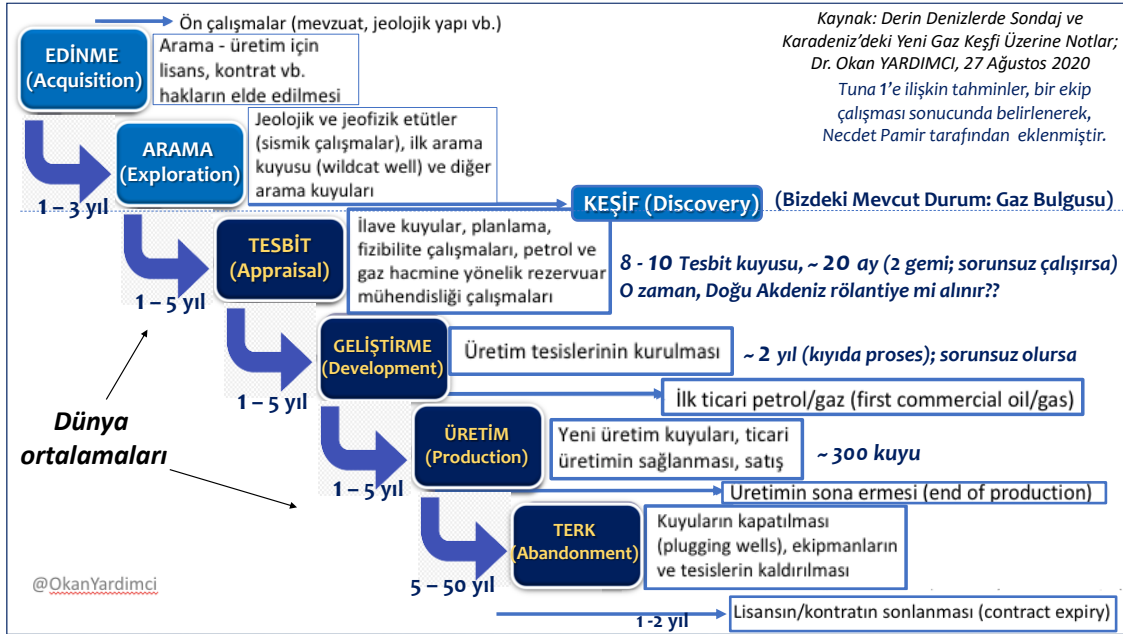 Ön çalışmalar (mevzuat, jeolojik yapı vb.)
EDİNME
(Acquisition)
Arama - üretim için
lisans, kontrat vb.
hakların elde edilmesi
Kaynak: Derin Denizlerde Sondaj ve
Karadeniz’deki Yeni Gaz Keşfi Üzerine Notlar;
Dr. Okan YARDIMCI, 27 Ağustos 2020
Tuna 1’e ilişkin tahminler, bir ekip
çalışması sonucunda belirlenerek,
Necdet Pamir tarafından eklenmiştir.
1 – 3 yıl
ARAMA
(Exploration)
Jeolojik ve jeofizik etütler
(sismik çalışmalar), ilk arama
kuyusu (wildcat well) ve diğer
arama kuyuları
KEŞİF (Discovery)
(Bizdeki Mevcut Durum: Gaz Bulgusu)
1 – 5 yıl
TESBİT
(Appraisal)
İlave kuyular, planlama,
fizibilite çalışmaları, petrol ve
gaz hacmine yönelik rezervuar
mühendisliği çalışmaları
8 - 10 Tesbit kuyusu, ~ 20 ay (2 gemi; sorunsuz çalışırsa)
O zaman, Doğu Akdeniz rölantiye mi alınır??
1 – 5 yıl
GELİŞTİRME
(Development)
Üretim tesislerinin kurulması
~ 2 yıl (kıyıda proses); sorunsuz olursa
İlk ticari petrol/gaz (first commercial oil/gas)
Dünya
ortalamaları
1 – 5 yıl
ÜRETİM
(Production)
Yeni üretim kuyuları, ticari
üretimin sağlanması, satış
~ 300 kuyu
Üretimin sona ermesi (end of production)
5 – 50 yıl
TERK
(Abandonment)
Kuyuların kapatılması
(plugging wells), ekipmanların
ve tesislerin kaldırılması
@OkanYardimci
1-2 yıl
Lisansın/kontratın sonlanması (contract expiry)